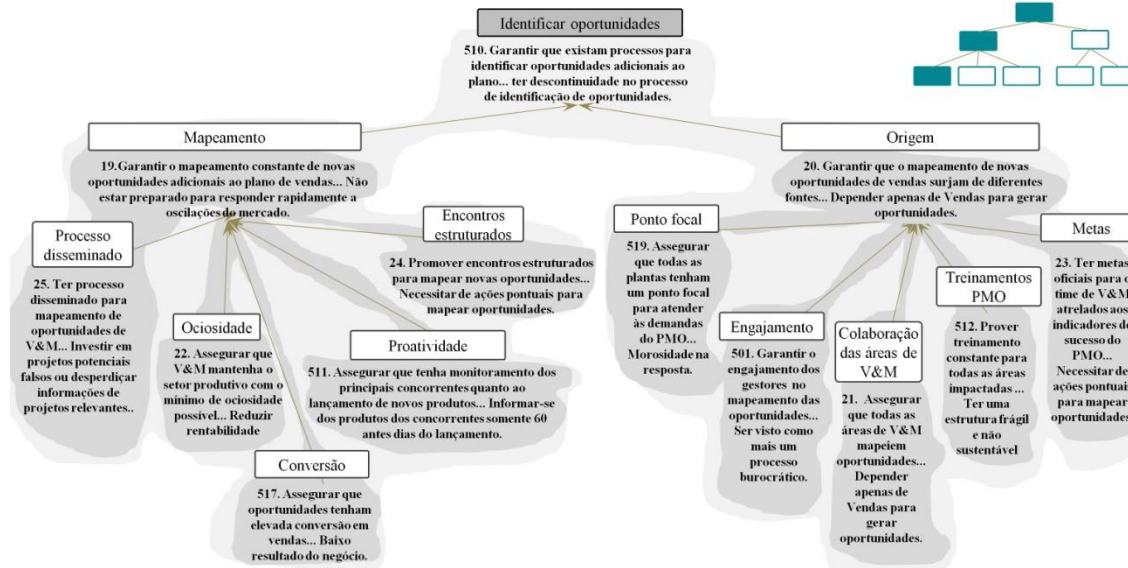 Identificar oportunidades
510. Garantir que existam processos para
identificar oportunidades adicionais ao
plano... ter descontinuidade no processo
de identificação de oportunidades.
Mapeamento
19.Garantir o mapeamento constante de novas
oportunidades adicionais ao plano de vendas... Não
estar preparado para responder rapidamente a
oscilações do mercado.
Processo
disseminado
25. Ter processo
disseminado para
mapeamento de
oportunidades de
V&M... Investir em
projetos potenciais
falsos ou desperdiçar
informações de
projetos relevantes..
Ociosidade
22. Assegurar que
V&M mantenha o
setor produtivo com o
mínimo de ociosidade
possível... Reduzir
rentabilidade
Conversão
517. Assegurar que
oportunidades tenham
elevada conversão em
vendas... Baixo
resultado do negócio.
Encontros
estruturados
24. Promover encontros estruturados
para mapear novas oportunidades...
Necessitar de ações pontuais para
mapear oportunidades.
Proatividade
511. Assegurar que tenha monitoramento dos
principais concorrentes quanto ao
lançamento de novos produtos... Informar-se
dos produtos dos concorrentes somente 60
antes dias do lançamento.
Origem
20. Garantir que o mapeamento de novas
oportunidades de vendas surjam de diferentes
fontes... Depender apenas de Vendas para gerar
oportunidades.
Ponto focal
519. Assegurar
que todas as
plantas tenham
um ponto focal
para atender
às demandas
do PMO...
Morosidade na
resposta.
Engajamento
501. Garantir o
engajamento dos
gestores no
mapeamento das
oportunidades...
Ser visto como
mais um
processo
burocrático.
Colaboração
das áreas de
V&M
21. Assegurar
que todas as
áreas de V&M
mapeiem
oportunidades...
Depender
apenas de
Vendas para
gerar
oportunidades.
Treinamentos
PMO
512. Prover
treinamento
constante para
todas as áreas
impactadas ...
Ter uma
estrutura frágil
e não
sustentável
Metas
23. Ter metas
oficiais para o
time de V&M
atrelados aos
indicadores de
sucesso do
PMO...
Necessitar de
ações pontuais
para mapear
oportunidades